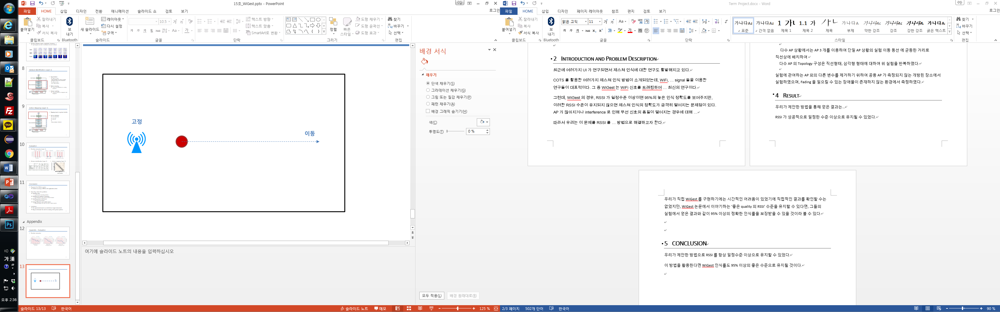 15조_WiGest.pptx - PowerPoint
파일 HOME 삽입 디자인 전환 애니메이션 슬라이드 쇼 검토 보기
로그인
붙여넣기
잘라내기
복사
서식 복사
클립보드
보내기
Bluetooth
새 슬라이드
레이아웃
다시 설정
구역
슬라이드
10.5
글꼴
텍스트 방향
텍스트 맞춤
SmartArt로 변환
단락
정렬
빠른 스타일
도형 채우기
도형 윤곽선
도형 효과
그리기
찾기
바꾸기
선택
편집
8
9
10
11
Appendix
12
13
고정
이동
여기에 슬라이드 노트의 내용을 입력하십시오
배경 서식
채우기
단색 채우기(S)
그라데이션 채우기(G)
그림 또는 질감 채우기(P)
패턴 채우기(A)
배경 그래픽 숨기기(H)
색(C)
투명도(T) 0 %
모두 적용(L) 배경 원래대로(B)
슬라이드 13/13 한국어 슬라이드 노트 메모 125 %
KO
가 漢
오후 2:36
Term Project.docx - Word
파일 HOME 삽입 디자인 페이지 레이아웃 참조 편지 검토 보기
로그인
붙여넣기
잘라내기
복사
서식 복사
클립보드
보내기
Bluetooth
맑은 고딕 11
글꼴
단락
표준 간격 없음 제목 1 제목 2 제목 부제 약한 강조 강조 강한 강조 굵은 텍스트
스타일
찾기
바꾸기
선택
편집
2 INTRODUCTION AND PROBLEM DESCRIPTION
최근에 여러가지 UI 가 연구되면서 제스쳐 인식에 대한 연구도 활발해지고 있다.
COTS 를 활용한 여러가지 제스쳐 인식 방법이 소개되었는데, WiFi, … signal 들을 이용한
연구들이 대표적이다. 그 중 WiGest 는 WiFi 신호를 트래킹하여 … 최신의 연구이다.
그런데, WiGest 의 경우, RSSI 가 일정수준 이상이면 95%의 높은 인식 정확도를 보여주지만,
이러한 RSSI 수준이 유지되지 않으면 제스쳐 인식의 정확도가 급격히 떨어지는 문제점이 있다.
AP 가 많아지거나 interference 로 인해 무선 신호의 품질이 떨어지는 경우에 대해 …
따라서 우리는 이 문제를 RSSI 를 … 방법으로 해결하고자 한다.
다수 AP 상황에서는 AP 3 개를 이용하여 단일 AP 상황의 실험 이동 동선 에 균등한 거리로
직선상에 배치하여
다수 AP 의 Topology 구성은 직선형태, 삼각형 형태에 대하여 위 실험을 반복하였다.
실험에 관여하는 AP 외의 다른 변수를 제거하기 위하여 공용 AP 가 측정되지 않는 개방된 장소에서
실험하였으며, Fading 을 일으킬 수 있는 장애물이 존재하지 않는 환경에서 측정하였다.
4 RESULT
우리가 제안한 방법을 통해 얻은 결과는…
RSSI 가 성공적으로 일정한 수준 이상으로 유지될 수 있었다.
우리가 직접 WiGest 를 구현하기에는 시간적인 어려움이 있었기에 직접적인 결과를 확인할 수는
없었지만, WiGest 논문에서 이야기하는 ‘좋은 quality 의 RSSI’ 수준을 유지할 수 있다면, 그들의
실험에서 얻은 결과와 같이 95% 이상의 정확한 인식률을 보장받을 수 있을 것이라 볼 수 있다.
5 CONCLUSION
우리가 제안한 방법으로 RSSI 를 항상 일정수준 이상으로 유지할 수 있었다.
이 방법을 활용한다면 WiGest 인식률도 95% 이상의 좋은 수준으로 유지될 것이다.
2/3 페이지 502개 단어 한국어 90 %